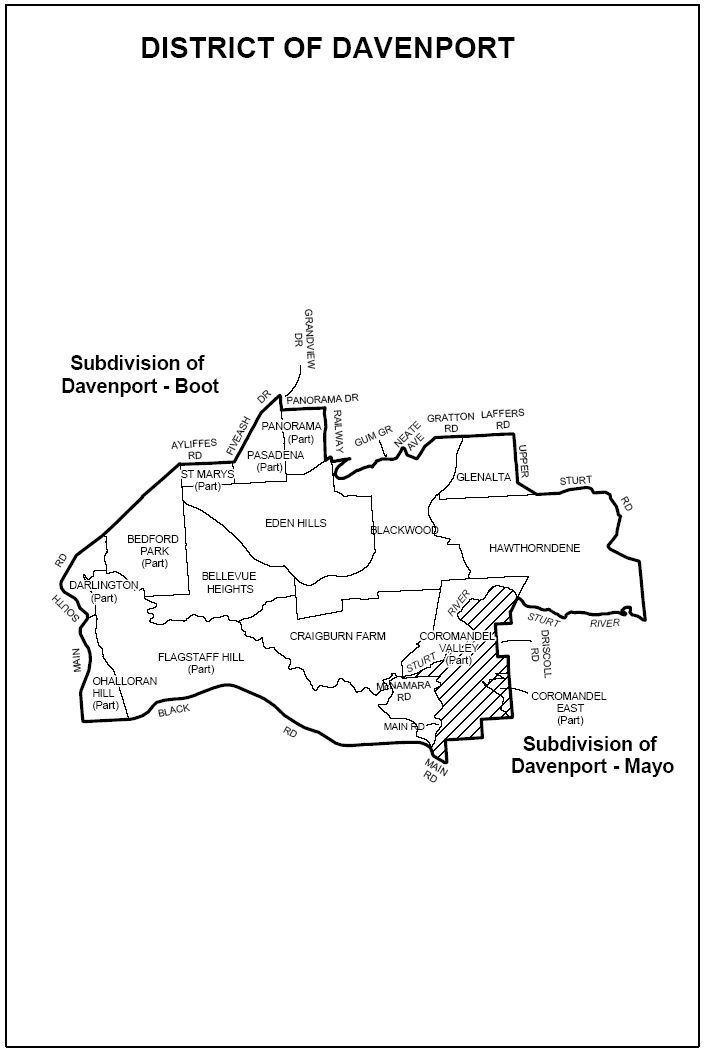 DISTRICT OF DAVENPORT
GRANDVIEW
DR
Subdivision of
Davenport - Boot
PANORAMA DR
FIVEASH
DR
AYLIFFES
RD
PANORAMA
(Part)
RAILWAY
GUM GR
NEATE
AVE
GRATTON
RD
LAFFERS
RD
UPPER
STURT
RD
PASADENA
(Part)
ST MARYS
(Part)
GLENALTA
EDEN HILLS
BLACKWOOD
BEDFORD
PARK
(Part)
HAWTHORNDENE
RD
DARLINGTON
(Part)
BELLEVUE
HEIGHTS
SOUTH
MAIN
RIVER
STURT
RIVER
CRAIGBURN FARM
COROMANDEL
VALLEY
(Part)
DRISCOLL
RD
FLAGSTAFF HILL
(Part)
STURT
OHALLORAN
HILL
(Part)
MCNAMARA
RD
COROMANDEL
EAST
(Part)
BLACK
RD
MAIN RD
MAIN
RD
Subdivision of
Davenport - Mayo